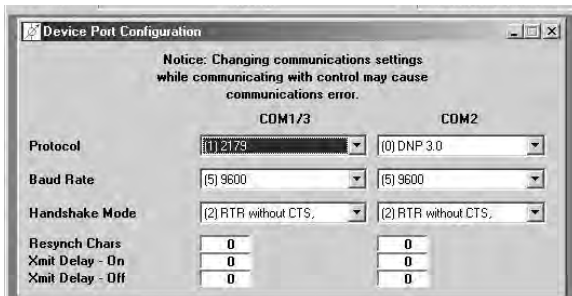 Device Port Configuration
Notice: Changing communications settings
while communicating with control may cause
communications error.
COM1/3 COM2
Protocol (1) 2179 (0) DNP 3.0
Baud Rate (5) 9600 (5) 9600
Handshake Mode (2) RTR without CTS, (2) RTR without CTS,
Resynch Chars 0 0
Xmit Delay - On 0 0
Xmit Delay - Off 0 0